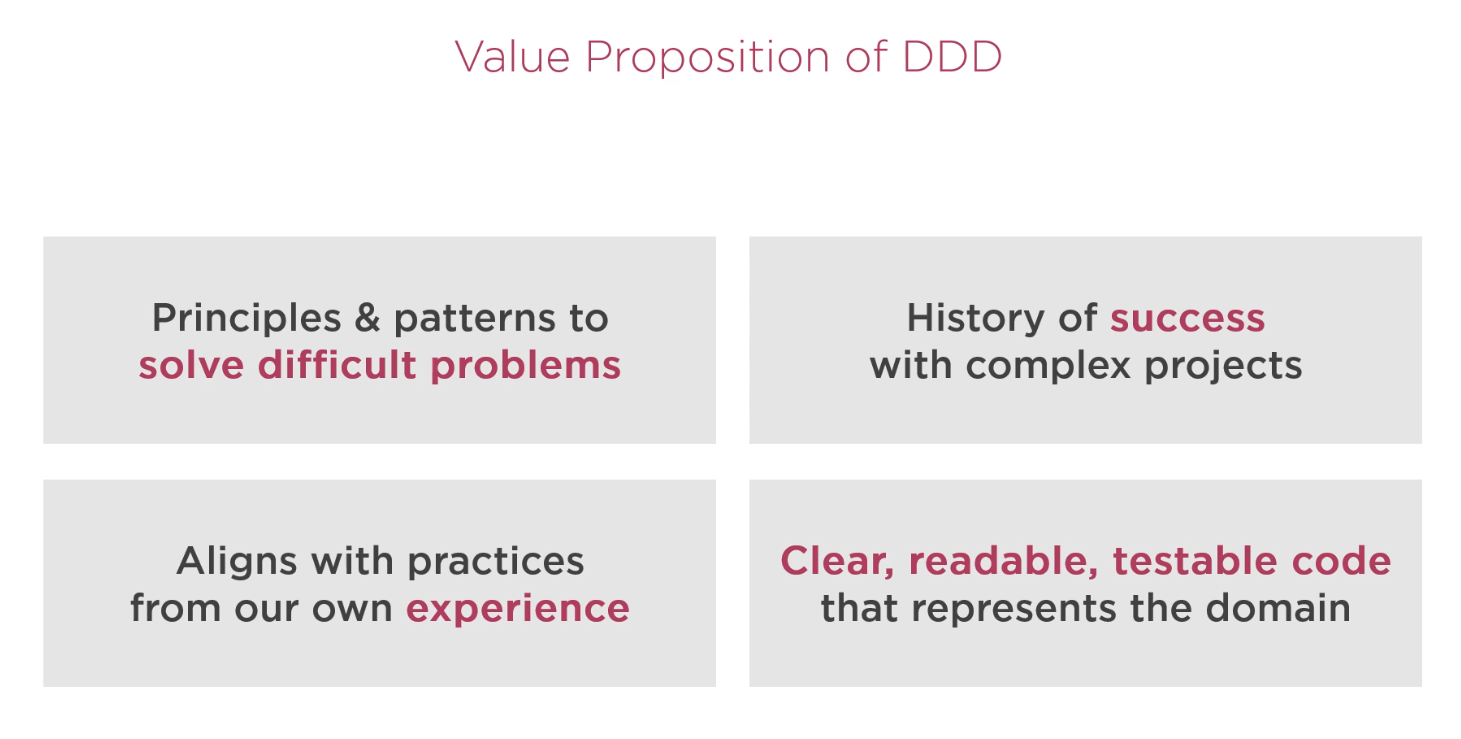 Value Proposition of DDD
Principles & patterns to
solve difficult problems
History of success
with complex projects
Aligns with practices
from our own experience
Clear, readable, testable code
that represents the domain